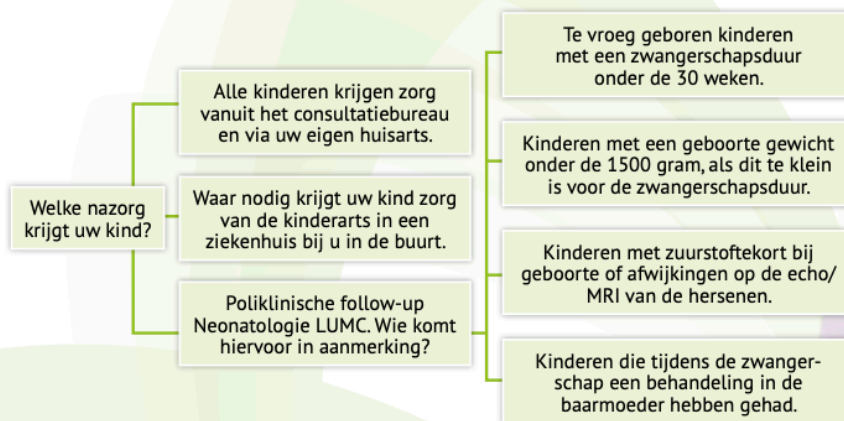 Welke nazorg
krijgt uw kind?
Alle kinderen krijgen zorg
vanuit het consultatiebureau
en via uw eigen huisarts.
Waar nodig krijgt uw kind zorg
van de kinderarts in een
ziekenhuis bij u in de buurt.
Poliklinische follow-up
Neonatologie LUMC. Wie komt
hiervoor in aanmerking?
Te vroeg geboren kinderen
met een zwangerschapsduur
onder de 30 weken.
Kinderen met een geboorte gewicht
onder de 1500 gram, als dit te klein
is voor de zwangerschapsduur.
Kinderen met zuurstoftekort bij
geboorte of afwijkingen op de echo/
MRI van de hersenen.
Kinderen die tijdens de zwanger-
schap een behandeling in de
baarmoeder hebben gehad.